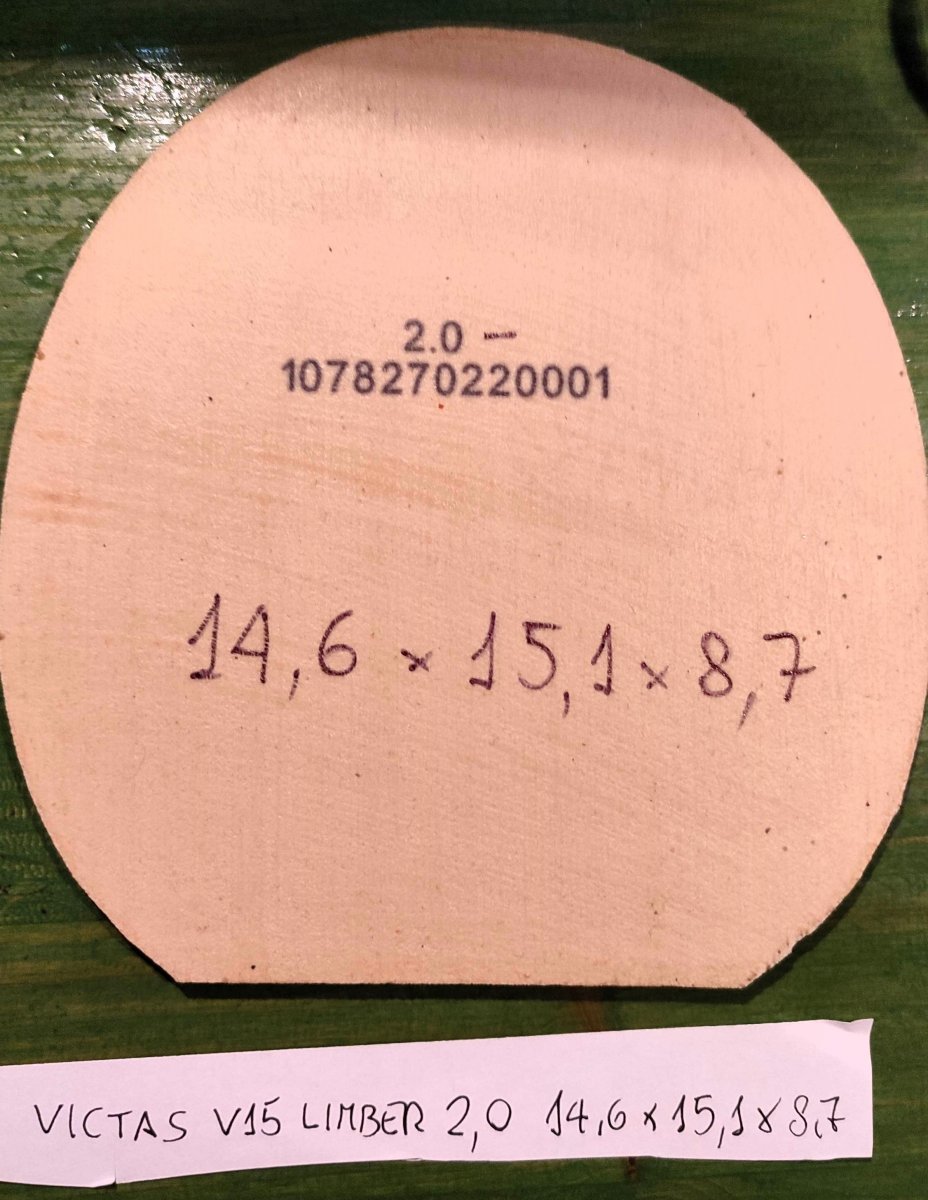 2.0 —
1078270220001
14,6 x 15,1 x 8,7
VICTAS V15 LIMBER 2,0 14,6 x 15,1 x 8,7